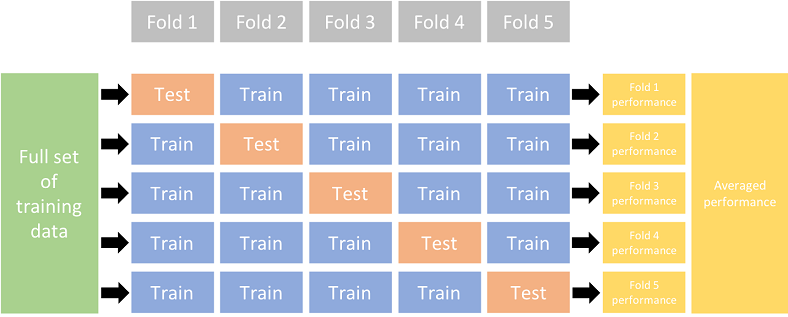 Fold 1 Fold 2 Fold 3 Fold 4 Fold 5
Full set
of
training
data
Test Train Train Train Train
Fold 1
performance
Train Test Train Train Train
Fold 2
performance
Train Train Test Train Train
Fold 3
performance
Train Train Train Test Train
Fold 4
performance
Train Train Train Train Test
Fold 5
performance
Averaged
performance